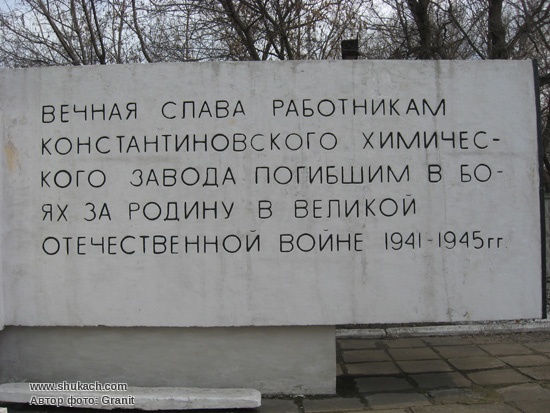 ВЕЧНАЯ СЛАВА РАБОТНИКАМ
КОНСТАНТИНОВСКОГО ХИМИЧЕС-
КОГО ЗАВОДА ПОГИБШИМ В БО-
ЯХ ЗА РОДИНУ В ВЕЛИКОЙ
ОТЕЧЕСТВЕННОЙ ВОЙНЕ 1941-1945гг.
www.shukach.com
Автор фото: Granit